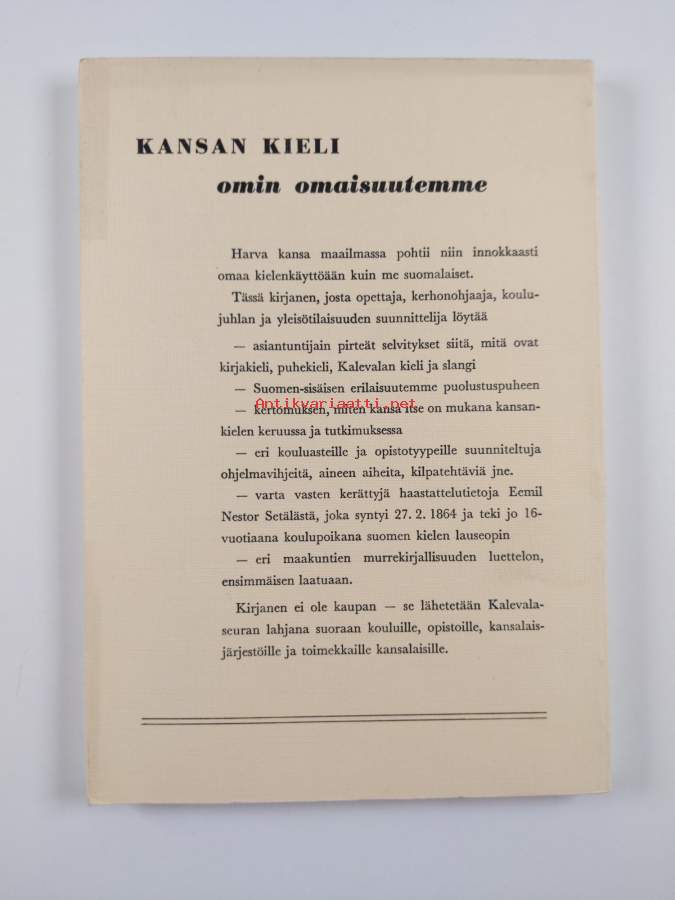 KANSAN KIELI
omin omaisuutemme
Harva kansa maailmassa pohtii niin innokkaasti
omaa kielenkäyttöään kuin me suomalaiset.
Tässä kirjanen, josta opettaja, kerhonohjaaja, koulu-
juhlan ja yleisötilaisuuden suunnittelija löytää
— asiantuntijain pirteät selvitykset siitä, mitä ovat
kirjakieli, puhekieli, Kalevalan kieli ja slangi
— Suomen-sisäisen erilaisuutemme puolustuspuheen
Antikvariaatti.net
— kertomuksen, miten kansa itse on mukana kansan-
kielen keruussa ja tutkimuksessa
— eri kouluasteille ja opistotyypeille suunniteltuja
ohjelmavihjeitä, aineen aiheita, kilpatehtäviä jne.
— varta vasten kerättyjä haastattelutietoja Eemil
Nestor Setälästä, joka syntyi 27. 2. 1864 ja teki jo 16-
vuotiaana koulupoikana suomen kielen lauseopin
— eri maakuntien murrekirjallisuuden luettelon,
ensimmäisen laatuaan.
Kirjanen ei ole kaupan — se lähetetään Kalevala-
seuran lahjana suoraan kouluille, opistoille, kansalais-
järjestöille ja toimekkaille kansalaisille.